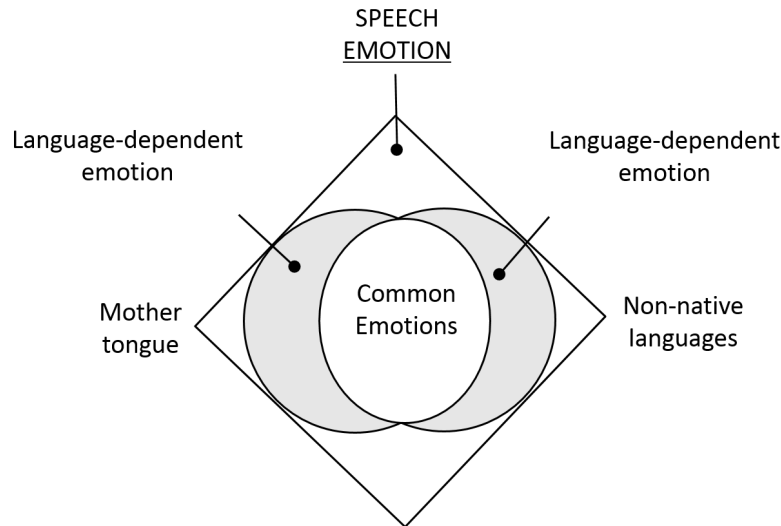 SPEECH
EMOTION
Language-dependent
emotion
Language-dependent
emotion
Mother
tongue
Common
Emotions
Non-native
languages